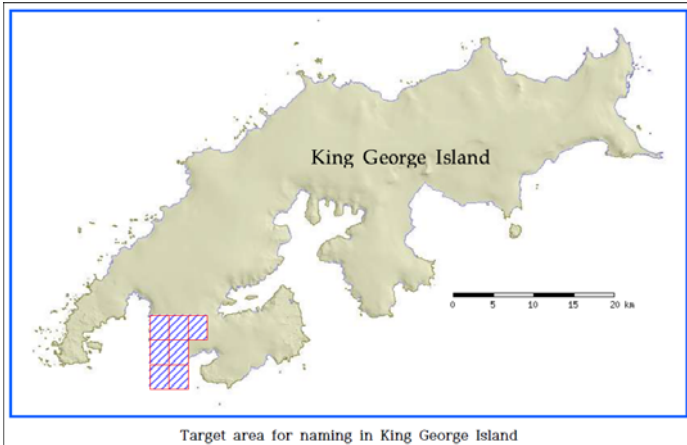 King George Island
0 5 10 15 20 km
Target area for naming in King George Island